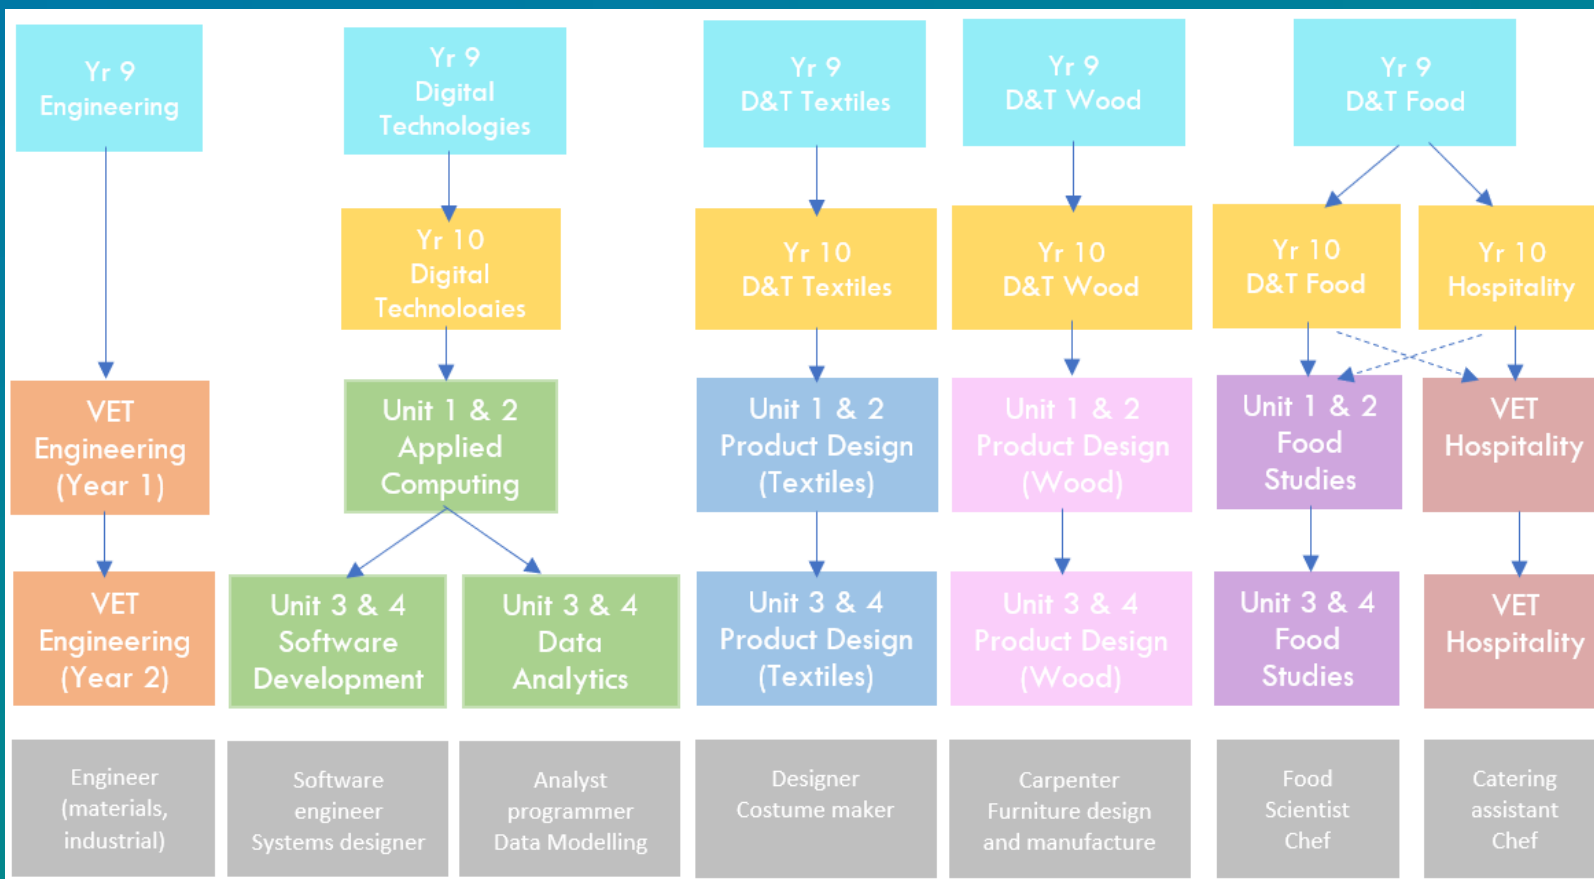 Yr 9
Engineering
Yr 9
Digital
Technologies
Yr 9
D&T Textiles
Yr 9
D&T Wood
Yr 9
D&T Food
Yr 10
Digital
Technologies
Yr 10
D&T Textiles
Yr 10
D&T Wood
Yr 10
D&T Food
Yr 10
Hospitality
VET
Engineering
(Year 1)
Unit 1 & 2
Applied
Computing
Unit 1 & 2
Product Design
(Textiles)
Unit 1 & 2
Product Design
(Wood)
Unit 1 & 2
Food
Studies
VET
Hospitality
VET
Engineering
(Year 2)
Unit 3 & 4
Software
Development
Unit 3 & 4
Data
Analytics
Unit 3 & 4
Product Design
(Textiles)
Unit 3 & 4
Product Design
(Wood)
Unit 3 & 4
Food
Studies
VET
Hospitality
Engineer
(materials,
industrial)
Software
engineer
Systems designer
Analyst
programmer
Data Modelling
Designer
Costume maker
Carpenter
Furniture design
and manufacture
Food
Scientist
Chef
Catering
assistant
Chef